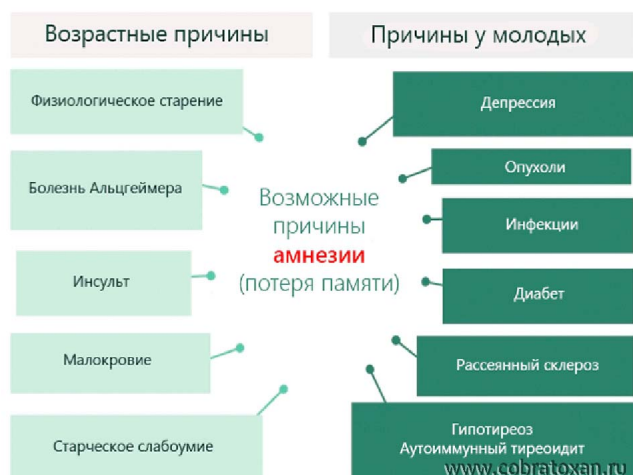 Возрастные причины
Причины у молодых
Физиологическое старение
Болезнь Альцгеймера
Инсульт
Малокровие
Старческое слабоумие
Возможные
причины
амнезии
(потеря памяти)
Депрессия
Опухоли
Инфекции
Диабет
Рассеянный склероз
Гипотиреоз
Аутоиммунный тиреоидит
www.cobratoxan.ru